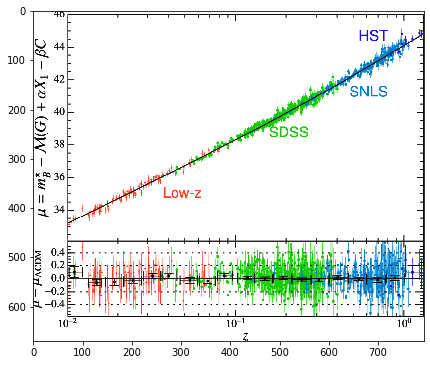 0
100
200
300
400
500
600
46
44
42
40
38
36
34
μ = m*B − M(G) + αX1 − βC
HST
SNLS
SDSS
Low-z
0.4
0.2
0.0
−0.2
−0.4
μ − μΛCDM
10−2
10−1
100
z
0 100 200 300 400 500 600 700